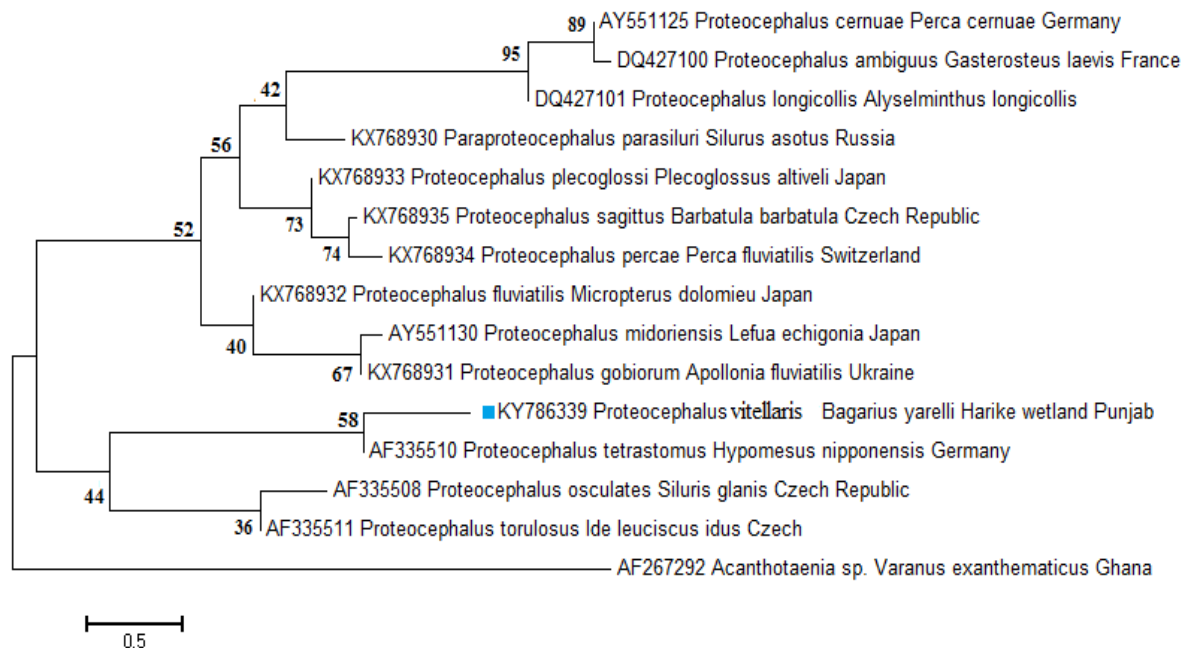 89
AY551125 Proteocephalus cernuae Perca cernuae Germany
95
DQ427100 Proteocephalus ambiguus Gasterosteus laevis France
42
DQ427101 Proteocephalus longicollis Alyselminthus longicollis
56
KX768930 Paraproteocephalus parasiluri Silurus asotus Russia
KX768933 Proteocephalus plecoglossi Plecoglossus altiveli Japan
73
KX768935 Proteocephalus sagittus Barbatula barbatula Czech Republic
52
74
KX768934 Proteocephalus percae Perca fluviatilis Switzerland
KX768932 Proteocephalus fluviatilis Micropterus dolomieu Japan
40
AY551130 Proteocephalus midoriensis Lefua echigonia Japan
67
KX768931 Proteocephalus gobiorum Apollonia fluviatilis Ukraine
58
KY786339 Proteocephalus vitellaris Bagarius yarelli Harike wetland Punjab
AF335510 Proteocephalus tetrastomus Hypomesus nipponensis Germany
44
AF335508 Proteocephalus osculates Siluris glanis Czech Republic
36
AF335511 Proteocephalus torulosus Ide leuciscus idus Czech
AF267292 Acanthotaenia sp. Varanus exanthematicus Ghana
0.5